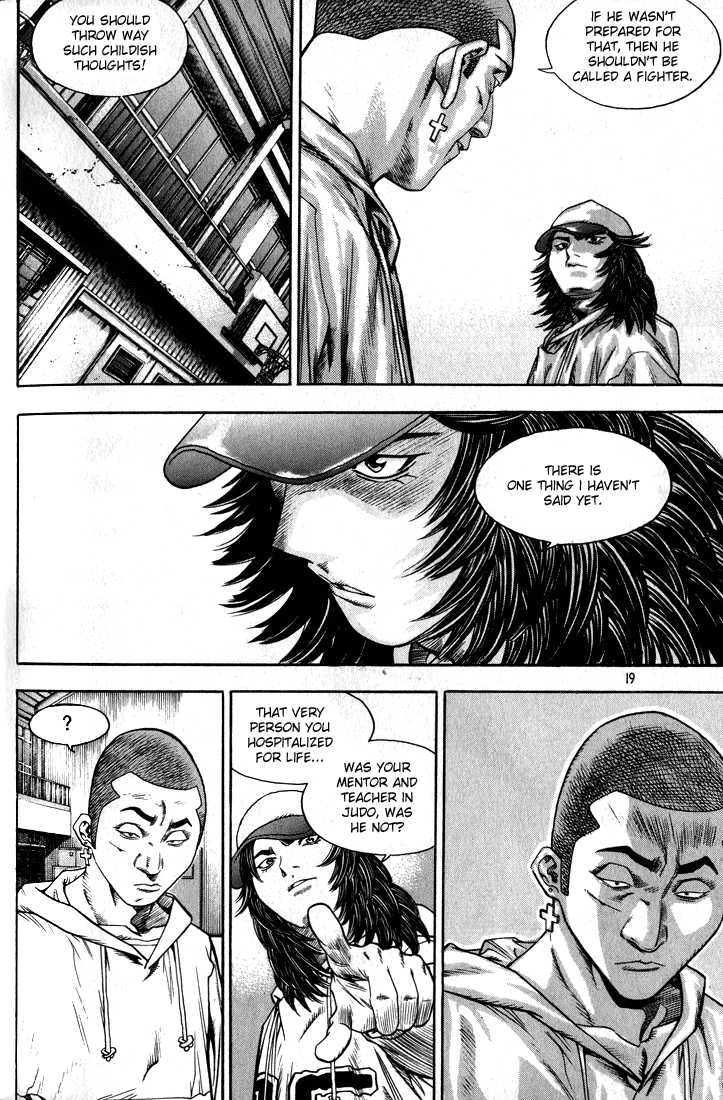 YOU SHOULD
THROW WAY
SUCH CHILDISH
THOUGHTS!
IF HE WASN'T
PREPARED FOR
THAT, THEN HE
SHOULDN'T BE
CALLED A FIGHTER.
THERE IS
ONE THING I HAVEN'T
SAID YET.
19
?
THAT VERY
PERSON YOU
HOSPITALIZED
FOR LIFE...
WAS YOUR
MENTOR AND
TEACHER IN
JUDO, WAS
HE NOT?